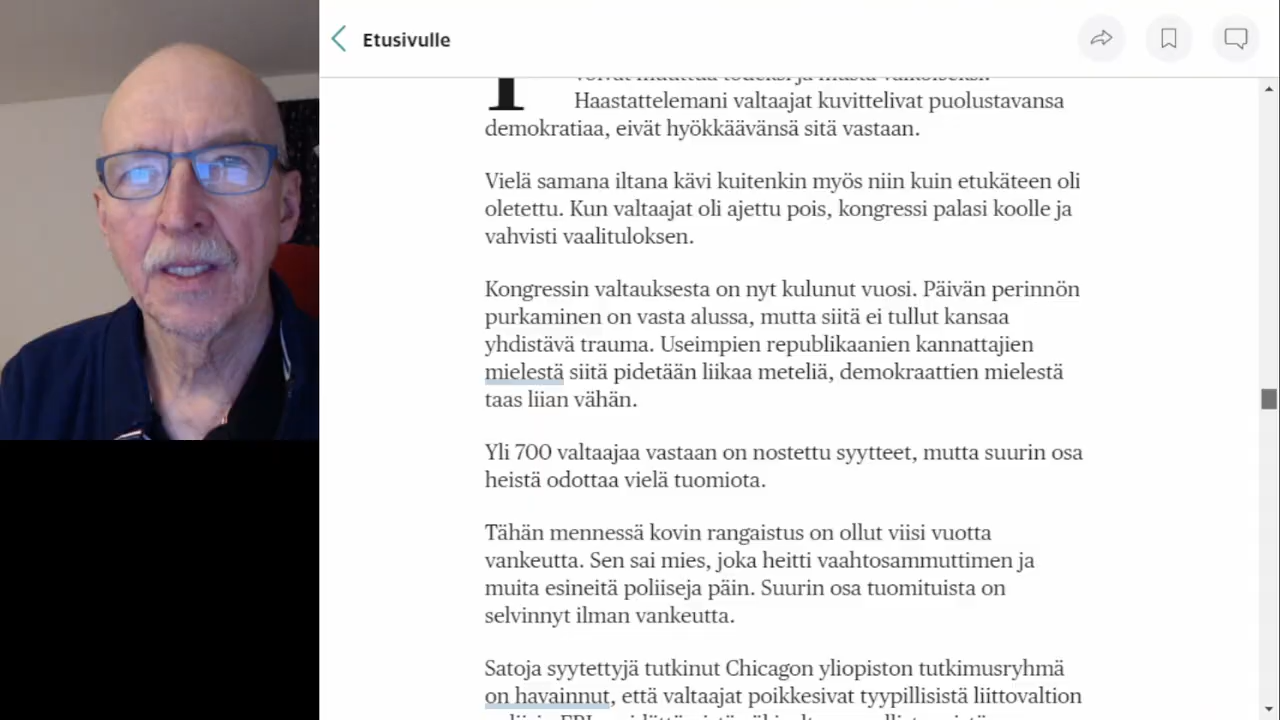 Etusivulle
Haastattelemani valtaajat kuvittelivat puolustavansa
demokratiaa, eivät hyökkäävänsä sitä vastaan.
Vielä samana iltana kävi kuitenkin myös niin kuin etukäteen oli
oletettu. Kun valtaajat oli ajettu pois, kongressi palasi koolle ja
vahvisti vaalituloksen.
Kongressin valtauksesta on nyt kulunut vuosi. Päivän perinnön
purkaminen on vasta alussa, mutta siitä ei tullut kansaa
yhdistävä trauma. Useimpien republikaanien kannattajien
mielestä siitä pidetään liikaa meteliä, demokraattien mielestä
taas liian vähän.
Yli 700 valtaajaa vastaan on nostettu syytteet, mutta suurin osa
heistä odottaa vielä tuomiota.
Tähän mennessä kovin rangaistus on ollut viisi vuotta
vankeutta. Sen sai mies, joka heitti vaahtosammuttimen ja
muita esineitä poliiseja päin. Suurin osa tuomituista on
selvinnyt ilman vankeutta.
Satoja syytettyjä tutkinut Chicagon yliopiston tutkimusryhmä
on havainnut, että valtaajat poikkesivat tyypillisistä liittovaltion